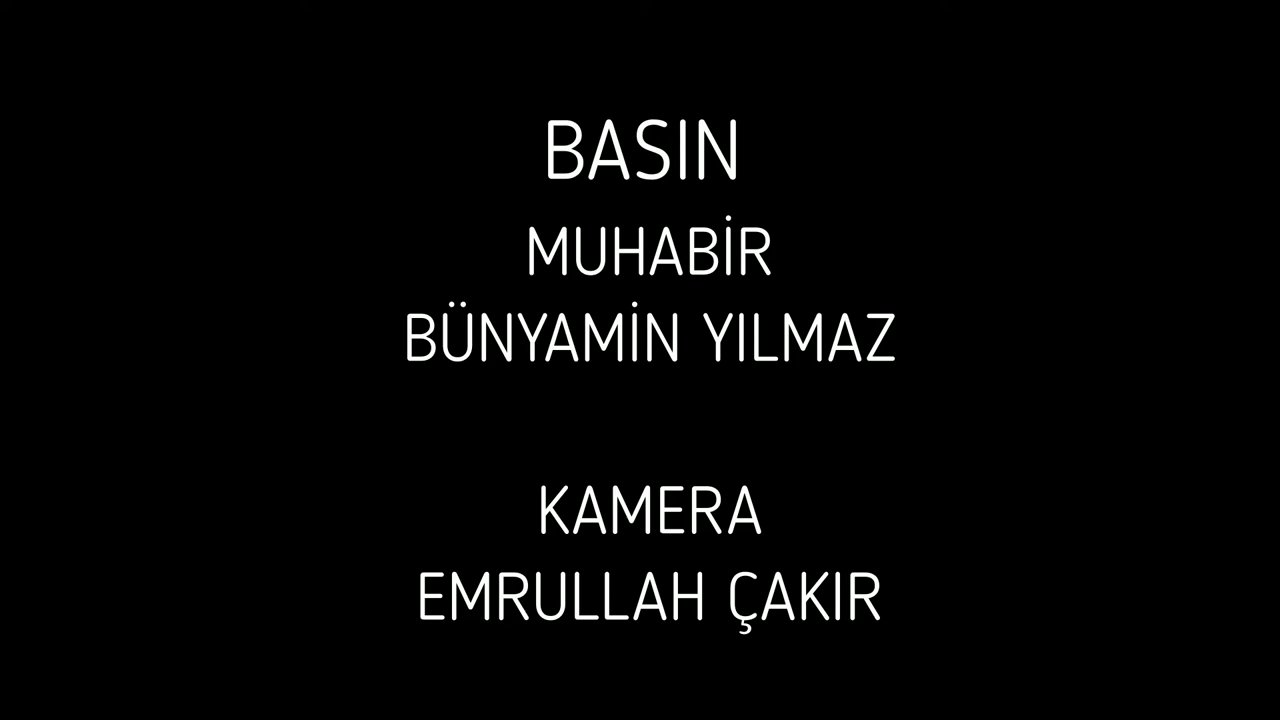 BASIN
MUHABİR
BÜNYAMİN YILMAZ
KAMERA
EMRULLAH ÇAKIR